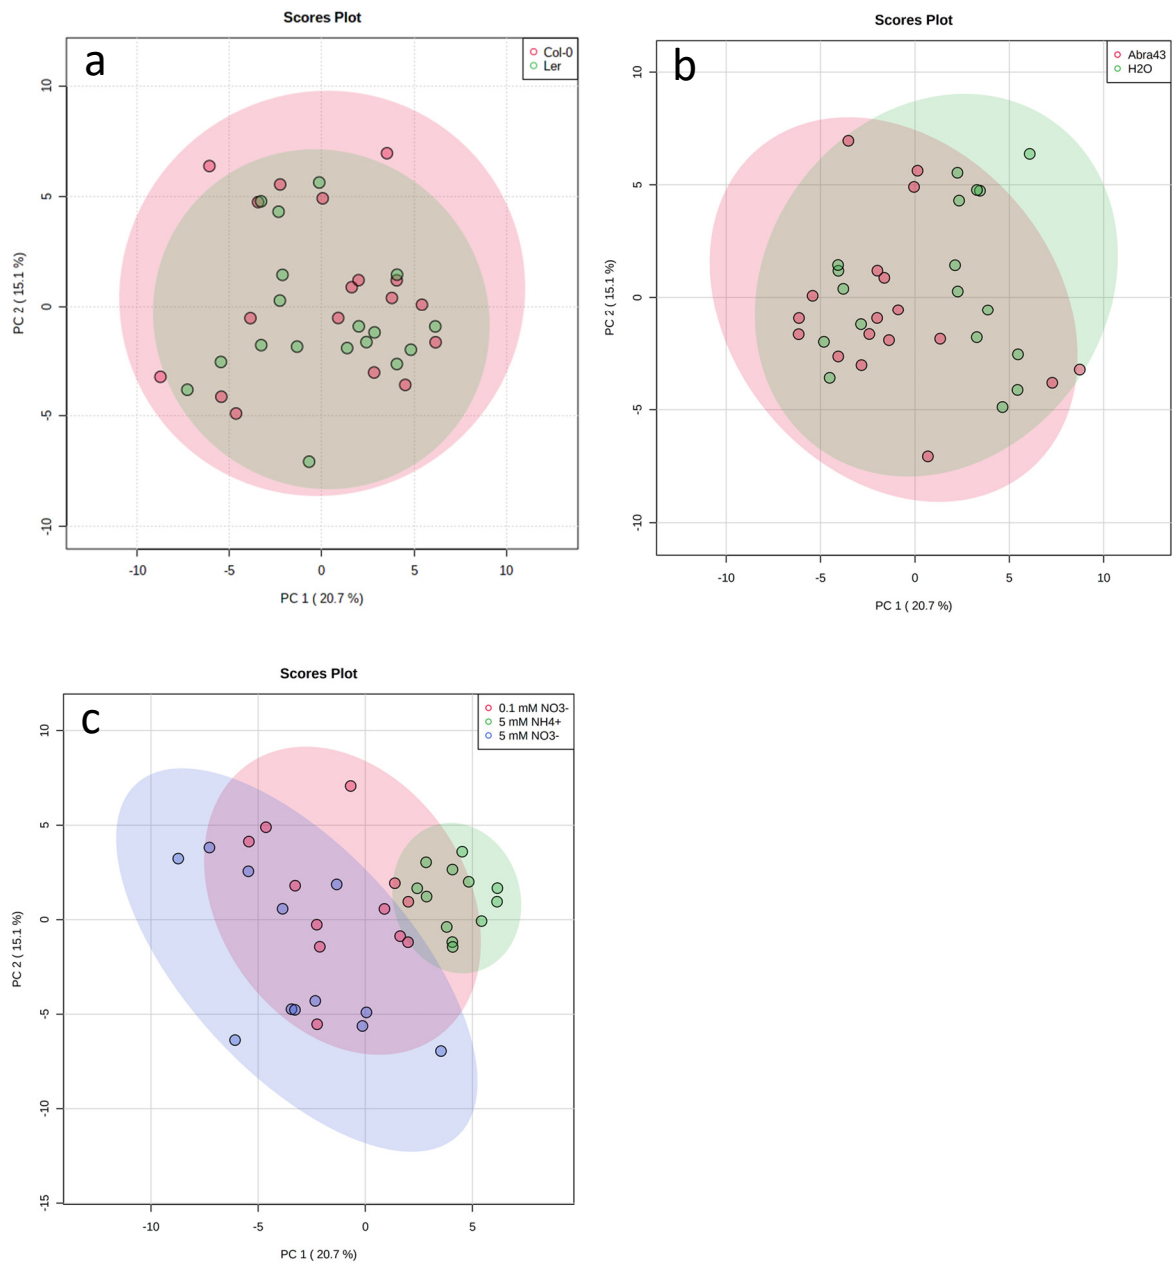 Scores Plot
a
Col-0
Ler
10
5
0
-5
-10
PC 2 ( 15.1 %)
-10 -5 0 5 10
PC 1 ( 20.7 %)
Scores Plot
b
Abra43
H2O
10
5
0
-5
-10
PC 2 ( 15.1 %)
-10 -5 0 5 10
PC 1 ( 20.7 %)
Scores Plot
c
0.1 mM NO3-
5 mM NH4+
5 mM NO3-
10
5
0
-5
-10
-15
PC 2 ( 15.1 %)
-10 -5 0 5
PC 1 ( 20.7 %)